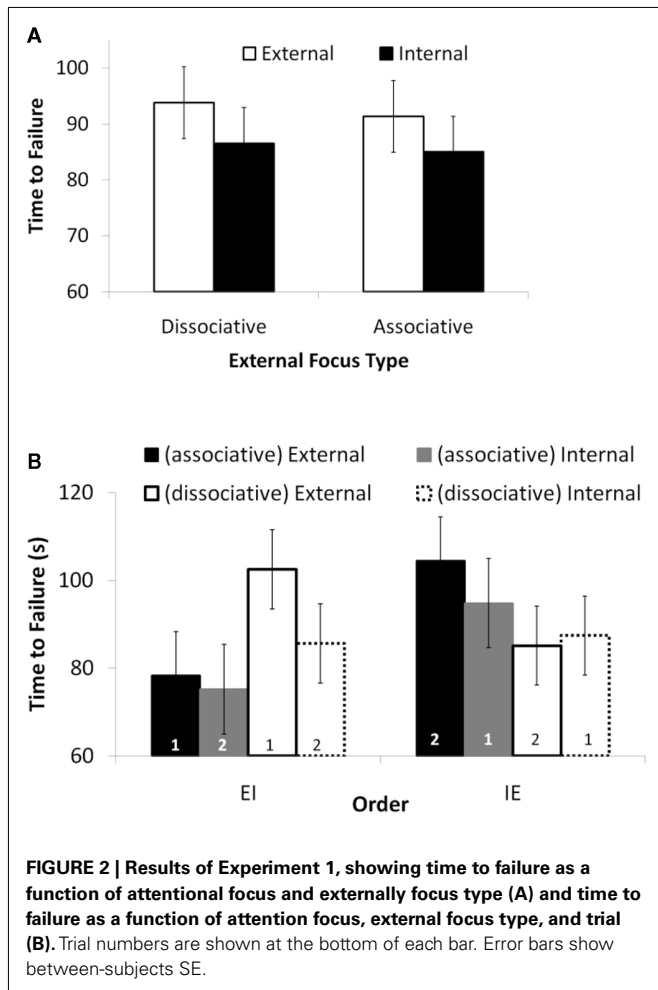 A
External Internal
100
90
80
70
60
Time to Failure
Dissociative Associative
External Focus Type
B
(associative) External (associative) Internal
(dissociative) External (dissociative) Internal
120
100
80
60
Time to Failure (s)
1 2 1 2 2 1 2 1
EI IE
Order
FIGURE 2 | Results of Experiment 1, showing time to failure as a
function of attentional focus and externally focus type (A) and time to
failure as a function of attention focus, external focus type, and trial
(B). Trial numbers are shown at the bottom of each bar. Error bars show
between-subjects SE.